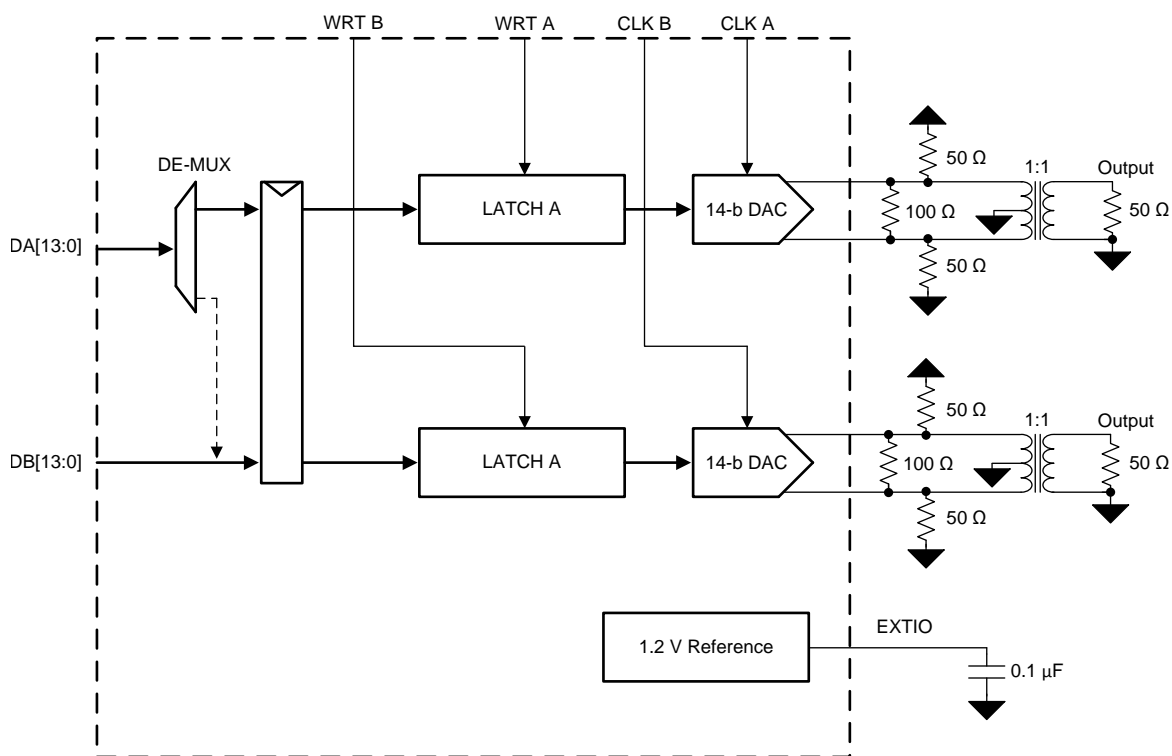 WRT B
WRT A
CLK B
CLK A
DE-MUX
50 Ω
1:1
Output
DA[13:0]
LATCH A
14-b DAC
100 Ω
50 Ω
50 Ω
50 Ω
1:1
Output
DB[13:0]
LATCH A
14-b DAC
100 Ω
50 Ω
50 Ω
1.2 V Reference
EXTIO
0.1 µF